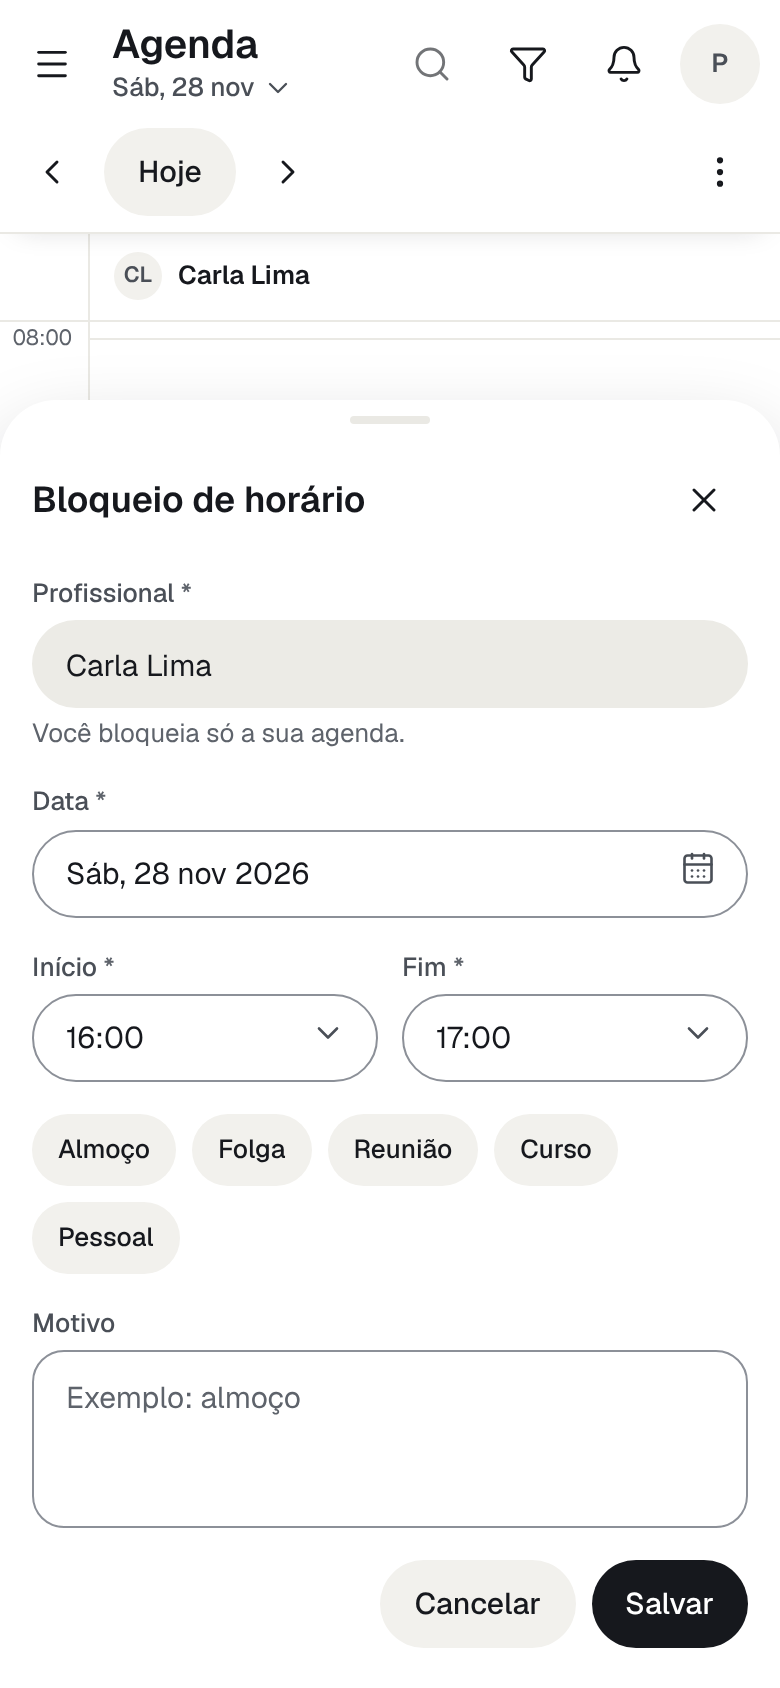 Agenda
Sáb, 28 nov
P
Hoje
CL Carla Lima
08:00
Bloqueio de horário
Profissional *
Carla Lima
Você bloqueia só a sua agenda.
Data *
Sáb, 28 nov 2026
Início * Fim *
16:00 17:00
Almoço Folga Reunião Curso
Pessoal
Motivo
Exemplo: almoço
Cancelar Salvar